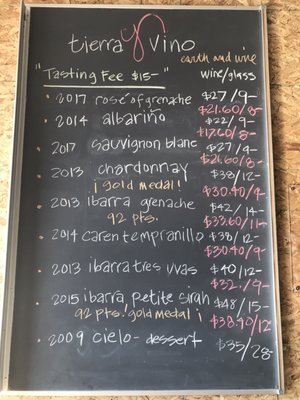 tierra y vino
earth and wine
"Tasting Fee $15-" wine/glass
• 2017 rosé of grenache $27/9-
$21.60/8-
• 2014 albariño $22/9-
$17.60/8-
• 2017 sauvignon blanc $27/9-
$21.60/8-
• 2013 chardonnay $38/12-
¡gold medal! $30.40/9-
• 2013 ibarra grenache $42/14-
92 pts. $33.60/11-
• 2014 caren tempranillo $38/12-
$30.40/9-
• 2013 ibarra tres uvas $40/12-
$32./9-
• 2015 ibarra petite sirah $48/15-
92 pts. gold medal¡ $38.40/12-
• 2009 cielo - dessert $35/28-